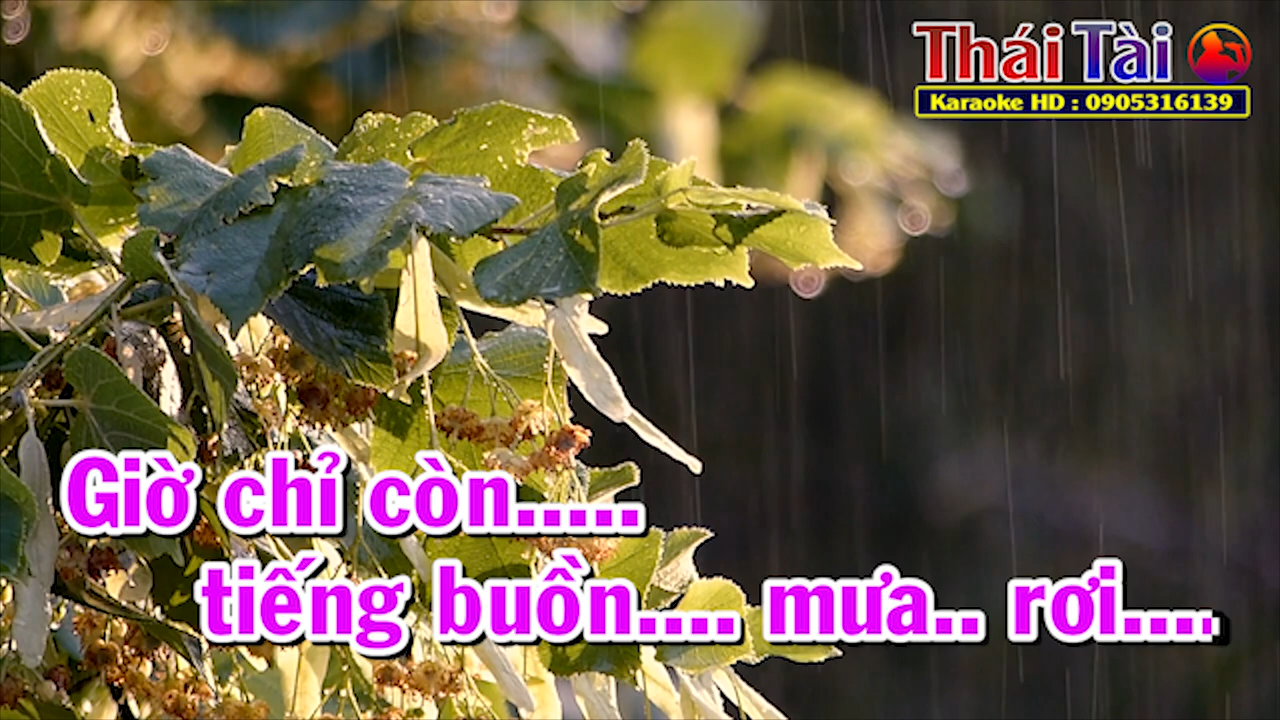 Thái Tài
Karaoke HD : 0905316139
Giờ chỉ còn.....
tiếng buồn.... mưa.. rơi....